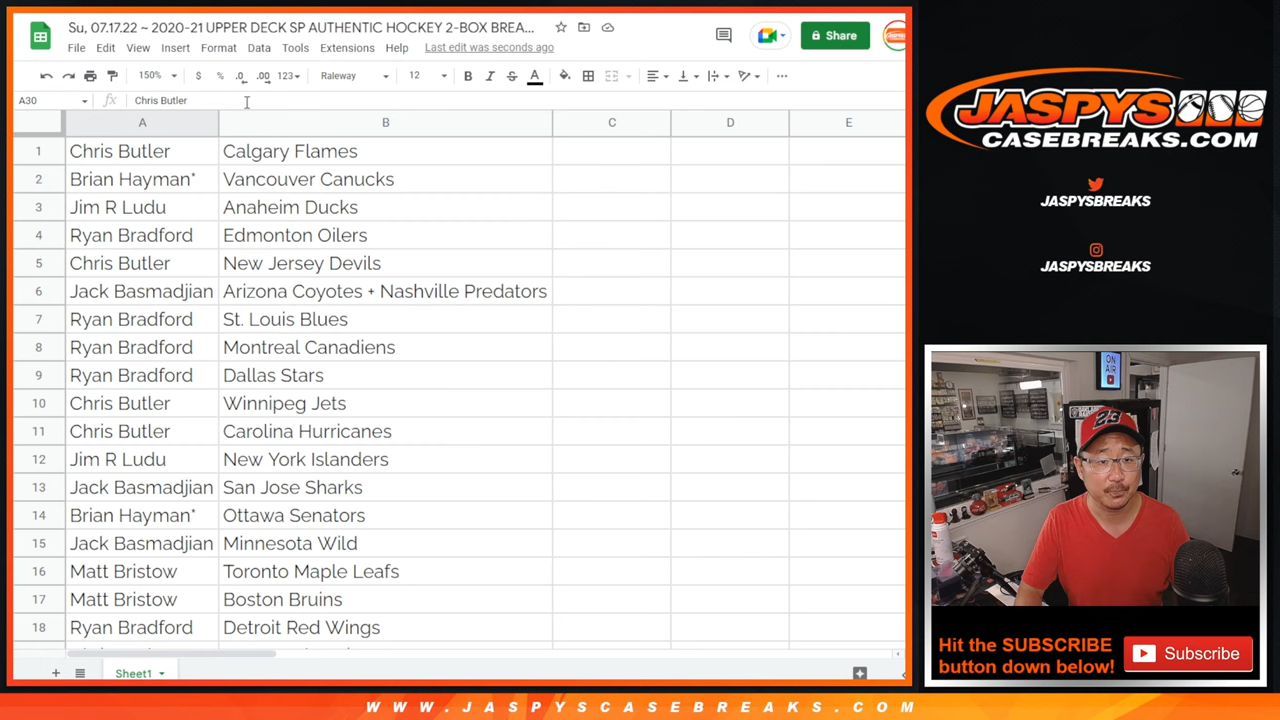 Su, 07.17.22 ~ 2020-21 UPPER DECK SP AUTHENTIC HOCKEY 2-BOX BREA...
File Edit View Insert Format Data Tools Extensions Help Last edit was seconds ago
Share
150% $ % .0 .00 123 Raleway 12 B I S A
A30 fx Chris Butler
A B C D E
1 Chris Butler Calgary Flames
2 Brian Hayman* Vancouver Canucks
3 Jim R Ludu Anaheim Ducks
4 Ryan Bradford Edmonton Oilers
5 Chris Butler New Jersey Devils
6 Jack Basmadjian Arizona Coyotes + Nashville Predators
7 Ryan Bradford St. Louis Blues
8 Ryan Bradford Montreal Canadiens
9 Ryan Bradford Dallas Stars
10 Chris Butler Winnipeg Jets
11 Chris Butler Carolina Hurricanes
12 Jim R Ludu New York Islanders
13 Jack Basmadjian San Jose Sharks
14 Brian Hayman* Ottawa Senators
15 Jack Basmadjian Minnesota Wild
16 Matt Bristow Toronto Maple Leafs
17 Matt Bristow Boston Bruins
18 Ryan Bradford Detroit Red Wings
Sheet1
JASPYS
CASEBREAKS.COM
JASPYSBREAKS
JASPYSBREAKS
ON
AIR
23
Hit the SUBSCRIBE
button down below!
Subscribe
WWW.JASPYSCASEBREAKS.COM